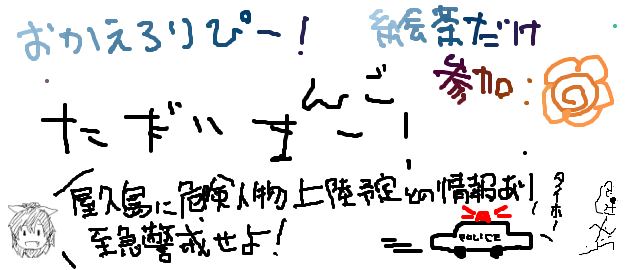 おかえろりぴー!
絵茶だけ
参加:
ただいまんご!
屋久島に危険人物上陸予定との情報あり
至急警戒せよ!
タイホー!
POLICE